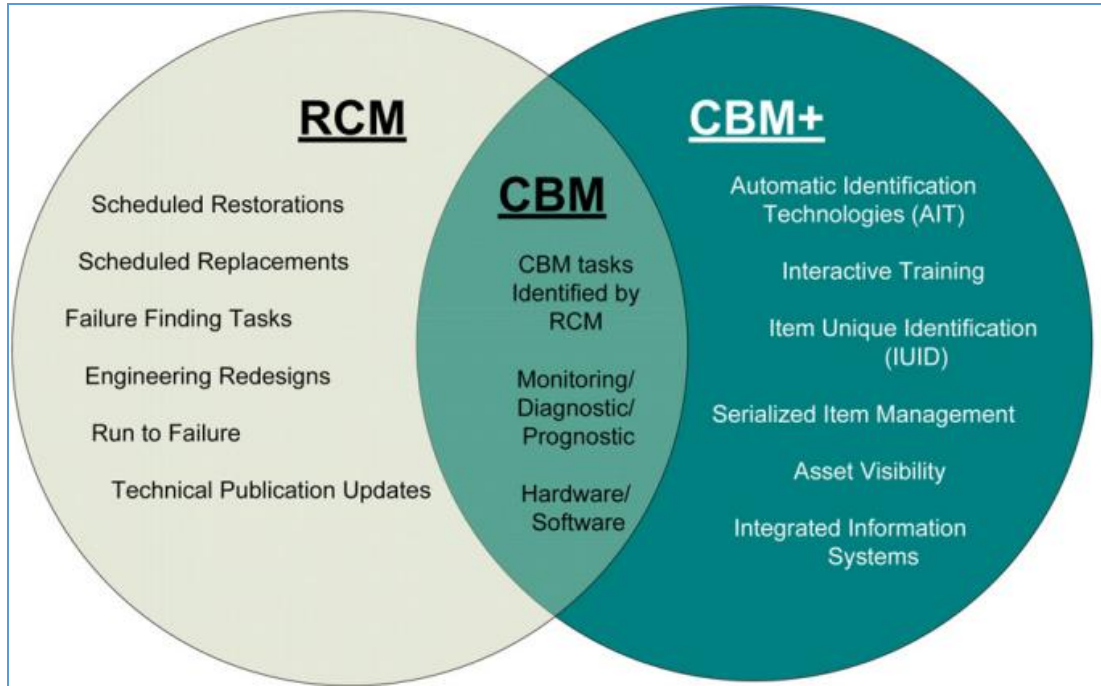 RCM
Scheduled Restorations
Scheduled Replacements
Failure Finding Tasks
Engineering Redesigns
Run to Failure
Technical Publication Updates
CBM
CBM tasks
Identified by
RCM
Monitoring/
Diagnostic/
Prognostic
Hardware/
Software
CBM+
Automatic Identification
Technologies (AIT)
Interactive Training
Item Unique Identification
(IUID)
Serialized Item Management
Asset Visibility
Integrated Information
Systems